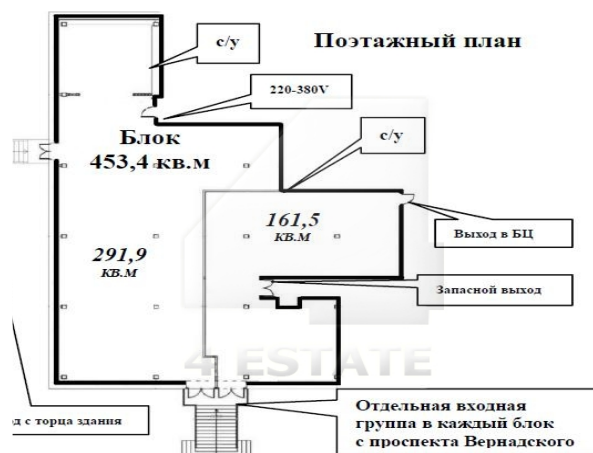 с/у
Поэтажный план
220-380V
Блок
453,4 кв.м
с/у
161,5
КВ.М
Выход в БЦ
291,9
КВ.М
Запасной выход
4 ESTATE
с торца здания
Отдельная входная
группа в каждый блок
с проспекта Вернадского